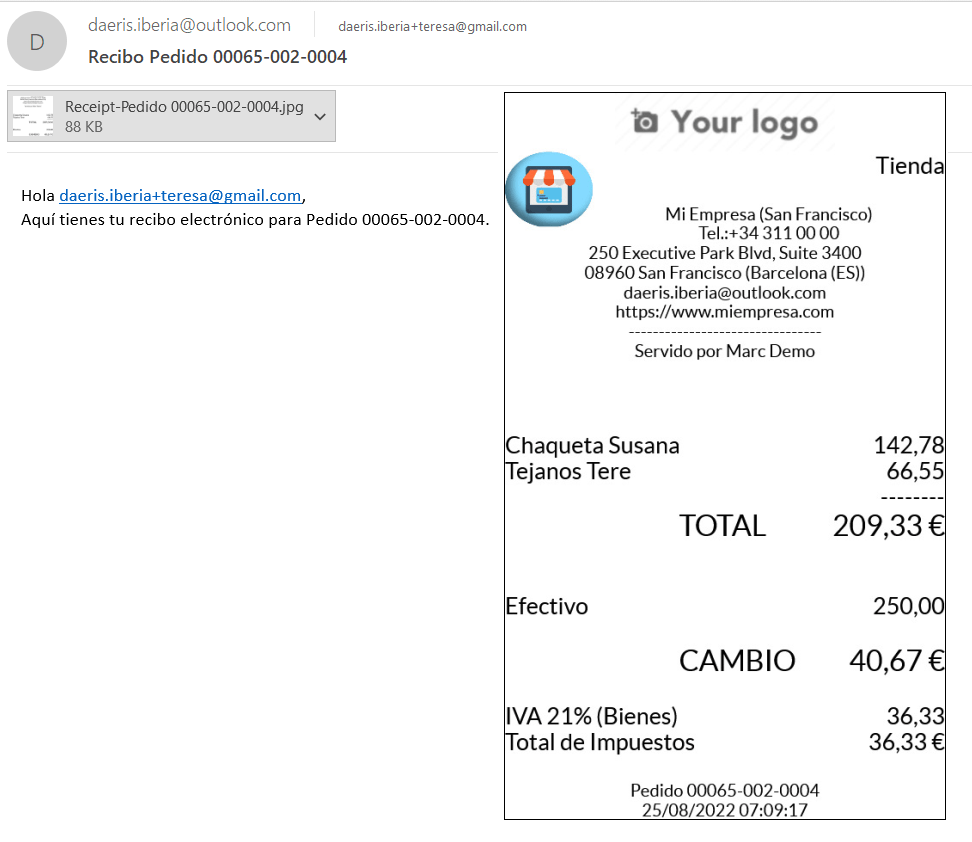 D
daeris.iberia@outlook.com daeris.iberia+teresa@gmail.com
Recibo Pedido 00065-002-0004
Receipt-Pedido 00065-002-0004.jpg
88 KB
Hola daeris.iberia+teresa@gmail.com,
Aquí tienes tu recibo electrónico para Pedido 00065-002-0004.
Your logo
Tienda
Mi Empresa (San Francisco)
Tel.:+34 311 00 00
250 Executive Park Blvd, Suite 3400
08960 San Francisco (Barcelona (ES))
daeris.iberia@outlook.com
https://www.miempresa.com
--------------------------------
Servido por Marc Demo
Chaqueta Susana 142,78
Tejanos Tere 66,55
--------
TOTAL 209,33 €
Efectivo 250,00
CAMBIO 40,67 €
IVA 21% (Bienes) 36,33
Total de Impuestos 36,33 €
Pedido 00065-002-0004
25/08/2022 07:09:17